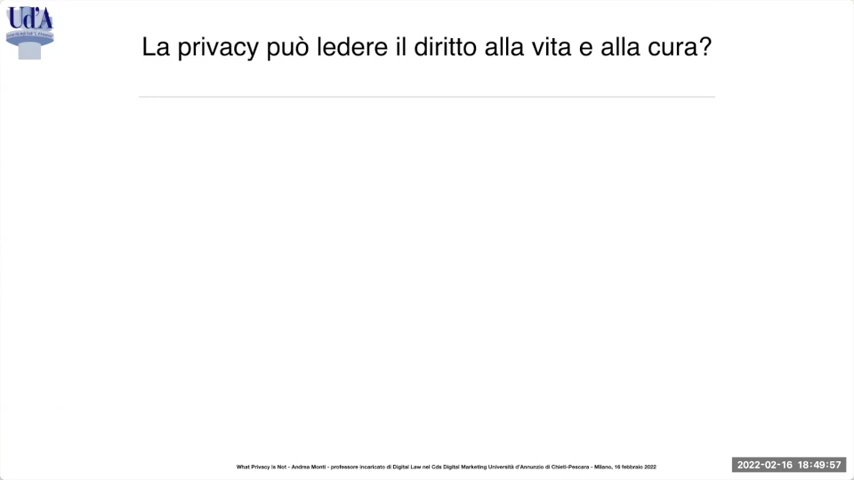 Ud'A
La privacy può ledere il diritto alla vita e alla cura?
What Privacy Is Not - Andrea Monti - professore incaricato di Digital Law nel Cds Digital Marketing Università d'Annunzio di Chieti-Pescara - Milano, 16 febbraio 2022
2022-02-16 18:49:57